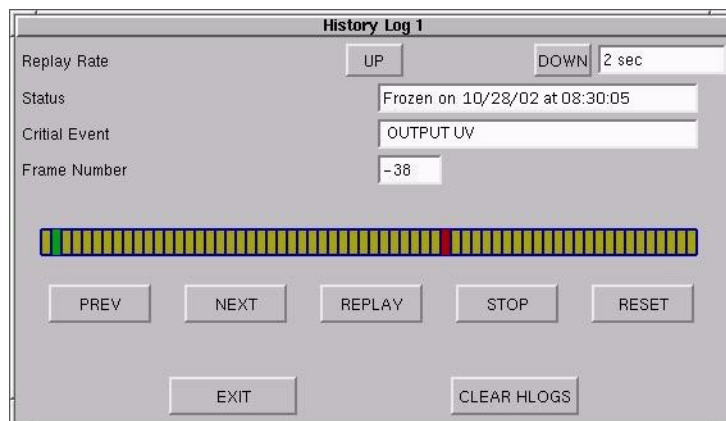 History Log 1
Replay Rate UP DOWN 2 sec
Status Frozen on 10/28/02 at 08:30:05
Critial Event OUTPUT UV
Frame Number -38
PREV NEXT REPLAY STOP RESET
EXIT CLEAR HLOGS